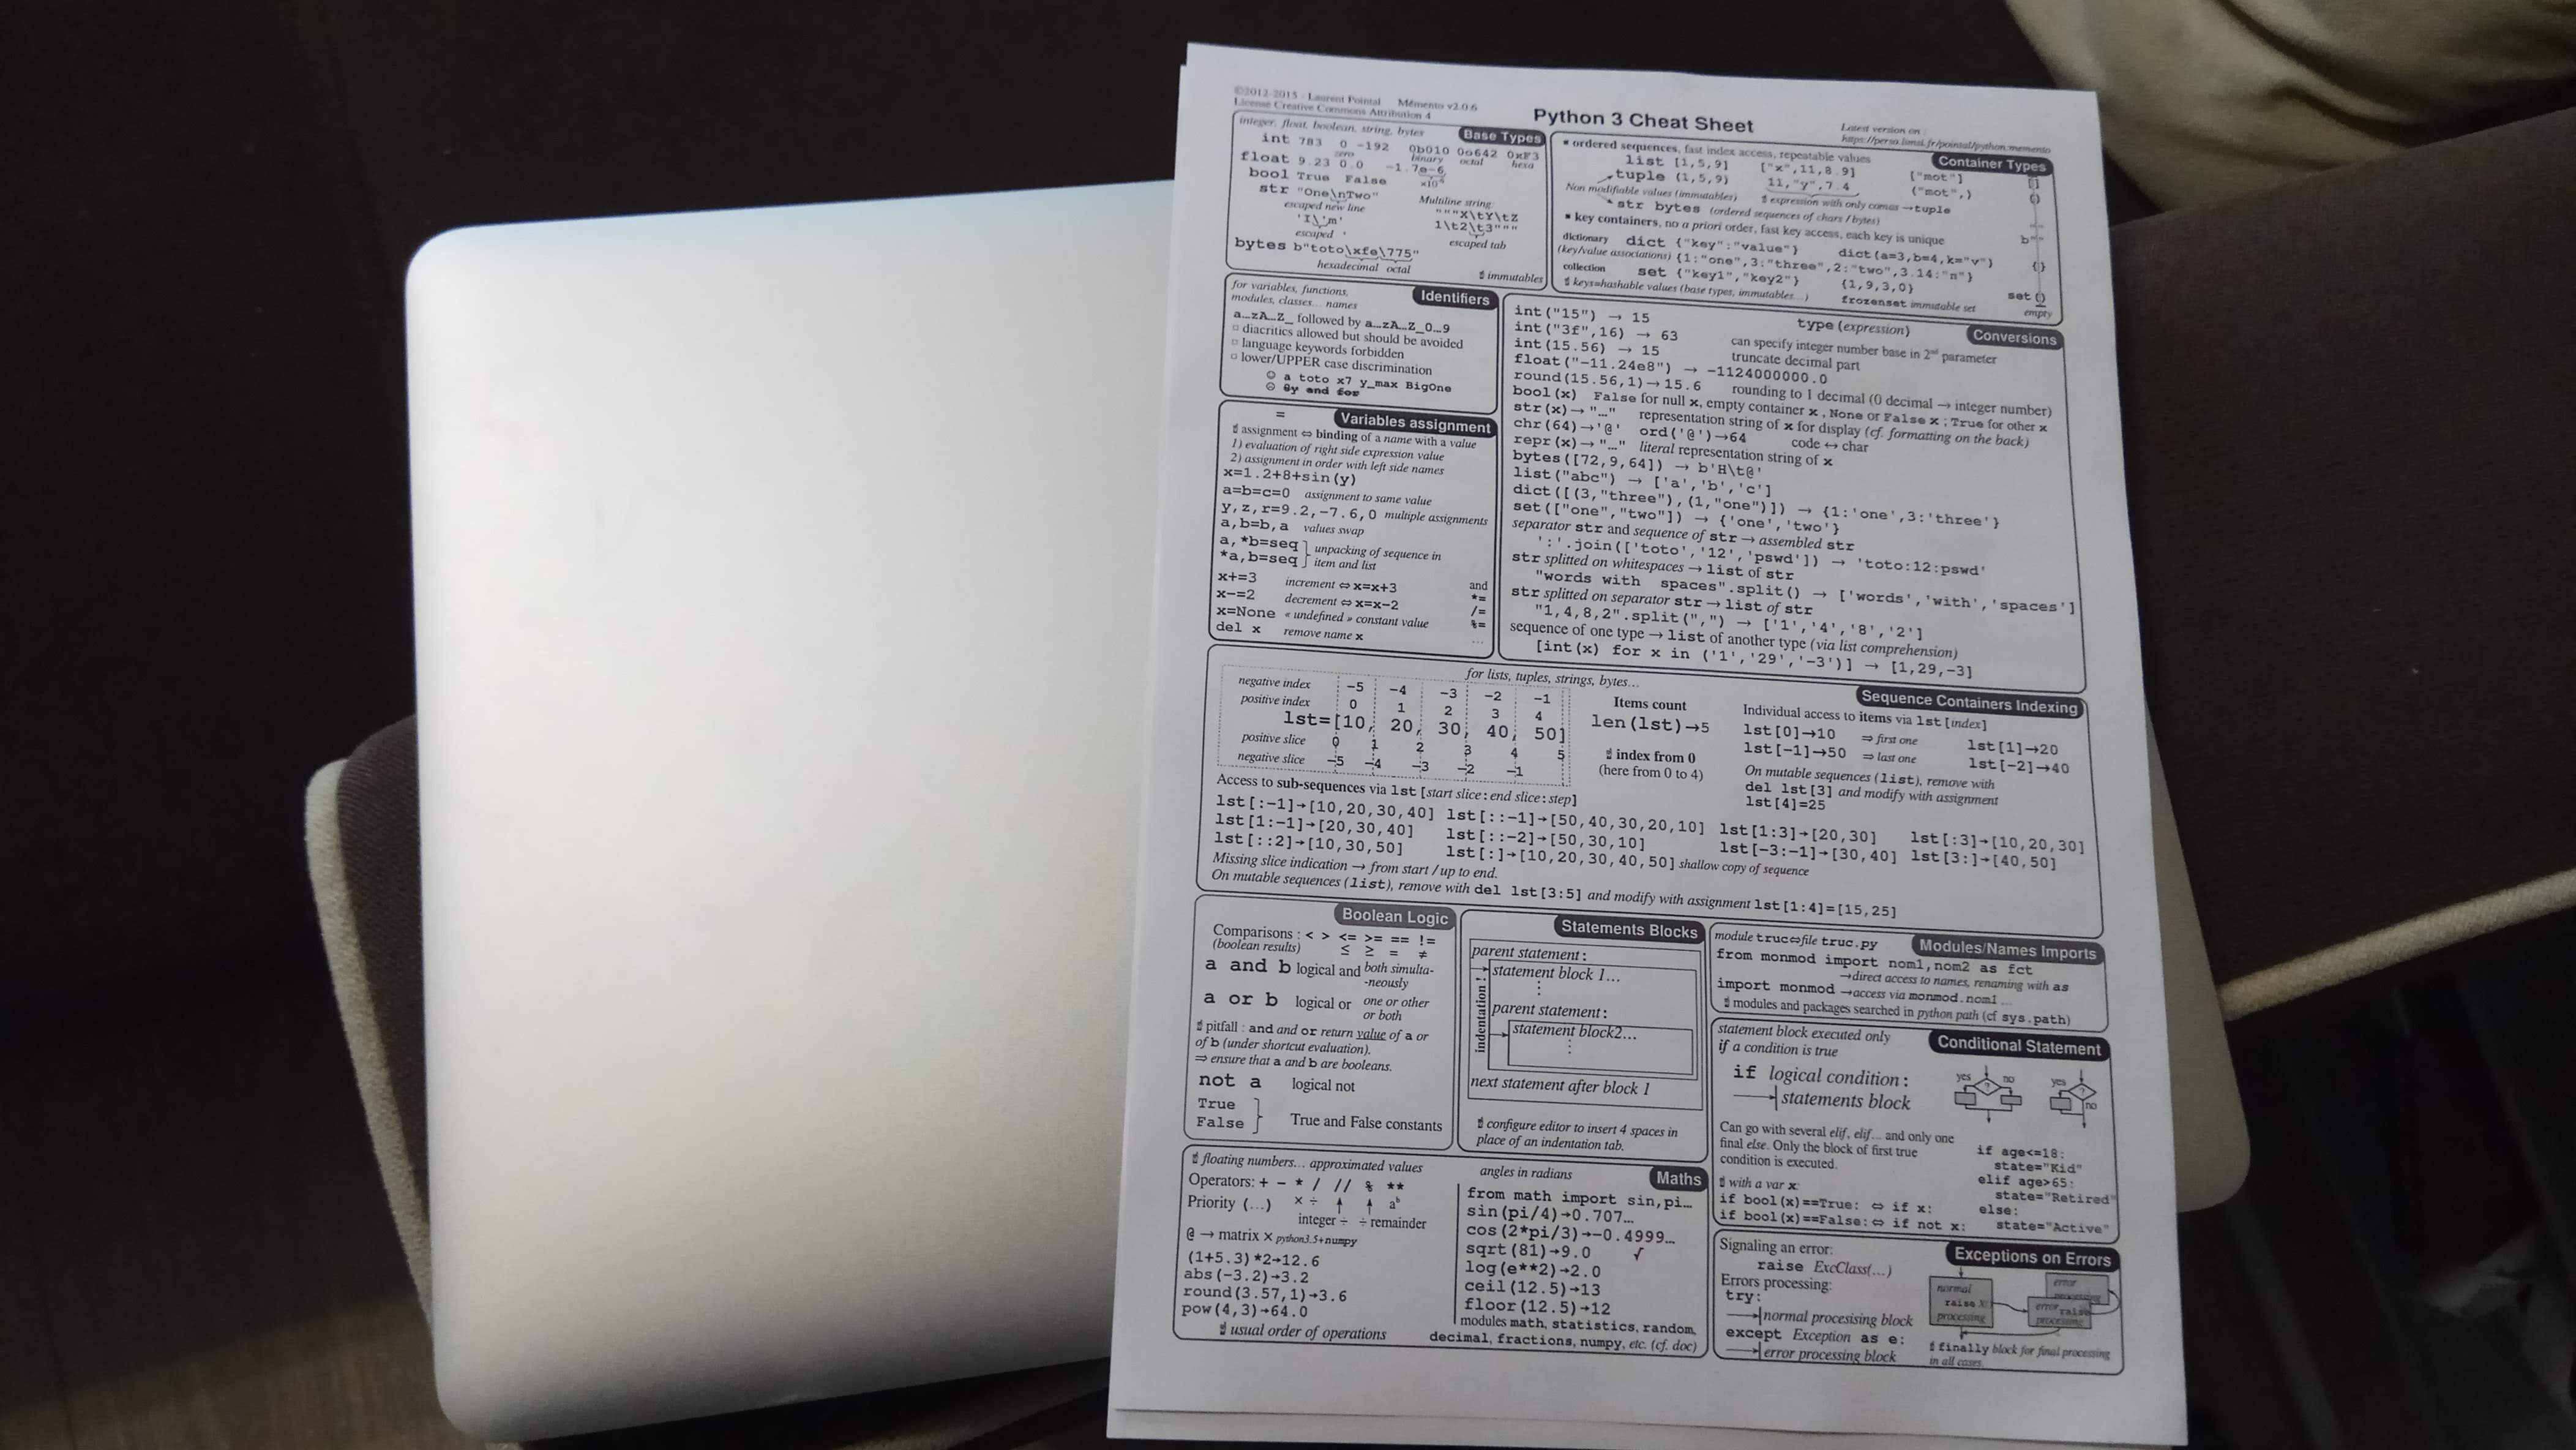 ©2012-2015 - Laurent Pointal Mémento v2.0.6
License Creative Commons Attribution 4
Python 3 Cheat Sheet
Latest version on :
https://perso.limsi.fr/pointal/python:memento
integer, float, boolean, string, bytes
Base Types
int 783 0 -192 0b010 0o642 0xF3
zero binary octal hexa
float 9.23 0.0 -1.7e-6
×10⁻⁶
bool True False
str "One\nTwo"
escaped new line
Multiline string:
'I\'m'
"""X\tY\tZ
escaped '
1\t2\t3"""
escaped tab
bytes b"toto\xfe\775"
hexadecimal octal
☝ immutables
▪ ordered sequences, fast index access, repeatable values
Container Types
list [1,5,9] ["x",11,8.9] ["mot"] []
tuple (1,5,9) 11,"y",7.4 ("mot",) ()
Non modifiable values (immutables) ☝ expression with only comas →tuple
str bytes (ordered sequences of chars / bytes)
b""
▪ key containers, no a priori order, fast key access, each key is unique
dictionary dict {"key":"value"} dict(a=3,b=4,k="v") {}
(key/value associations) {1:"one",3:"three",2:"two",3.14:"π"}
collection set {"key1","key2"} {1,9,3,0} set()
☝ keys=hashable values (base types, immutables…) frozenset immutable set empty
for variables, functions,
modules, classes… names
Identifiers
a…zA…Z_ followed by a…zA…Z_0…9
▫ diacritics allowed but should be avoided
▫ language keywords forbidden
▫ lower/UPPER case discrimination
☺ a toto x7 y_max BigOne
☹ 8y and for
=
Variables assignment
☝ assignment ⇔ binding of a name with a value
1) evaluation of right side expression value
2) assignment in order with left side names
x=1.2+8+sin(y)
a=b=c=0 assignment to same value
y,z,r=9.2,-7.6,0 multiple assignments
a,b=b,a values swap
a,*b=seq unpacking of sequence in
*a,b=seq item and list
x+=3 increment ⇔ x=x+3 and
*=
x-=2 decrement ⇔ x=x-2 /=
x=None « undefined » constant value %=
del x remove name x …
int("15") → 15
type(expression)
Conversions
int("3f",16) → 63 can specify integer number base in 2nd parameter
int(15.56) → 15 truncate decimal part
float("-11.24e8") → -1124000000.0
round(15.56,1)→ 15.6 rounding to 1 decimal (0 decimal → integer number)
bool(x) False for null x, empty container x , None or False x ; True for other x
str(x)→ "…" representation string of x for display (cf. formatting on the back)
chr(64)→'@' ord('@')→64 code ↔ char
repr(x)→ "…" literal representation string of x
bytes([72,9,64]) → b'H\t@'
list("abc") → ['a','b','c']
dict([(3,"three"),(1,"one")]) → {1:'one',3:'three'}
set(["one","two"]) → {'one','two'}
separator str and sequence of str → assembled str
':'.join(['toto','12','pswd']) → 'toto:12:pswd'
str splitted on whitespaces → list of str
"words with  spaces".split() → ['words','with','spaces']
str splitted on separator str → list of str
"1,4,8,2".split(",") → ['1','4','8','2']
sequence of one type → list of another type (via list comprehension)
[int(x) for x in ('1','29','-3')] → [1,29,-3]
for lists, tuples, strings, bytes…
Sequence Containers Indexing
negative index -5 -4 -3 -2 -1
positive index 0 1 2 3 4
lst=[10, 20, 30, 40, 50]
positive slice 0 1 2 3 4 5
negative slice -5 -4 -3 -2 -1
Items count
len(lst)→5
☝ index from 0
(here from 0 to 4)
Individual access to items via lst[index]
lst[0]→10 ⇒ first one lst[1]→20
lst[-1]→50 ⇒ last one lst[-2]→40
On mutable sequences (list), remove with
del lst[3] and modify with assignment
lst[4]=25
Access to sub-sequences via lst[start slice:end slice:step]
lst[:-1]→[10,20,30,40] lst[::-1]→[50,40,30,20,10] lst[1:3]→[20,30] lst[:3]→[10,20,30]
lst[1:-1]→[20,30,40] lst[::-2]→[50,30,10] lst[-3:-1]→[30,40] lst[3:]→[40,50]
lst[::2]→[10,30,50] lst[:]→[10,20,30,40,50] shallow copy of sequence
Missing slice indication → from start / up to end.
On mutable sequences (list), remove with del lst[3:5] and modify with assignment lst[1:4]=[15,25]
Boolean Logic
Comparisons : < > <= >= == !=
(boolean results) ≤ ≥ = ≠
a and b logical and both simulta-
-neously
a or b logical or one or other
or both
☝ pitfall : and and or return value of a or
of b (under shortcut evaluation).
⇒ ensure that a and b are booleans.
not a logical not
True
False
True and False constants
Statements Blocks
parent statement :
statement block 1…
⋮
parent statement :
statement block2…
⋮
indentation !
next statement after block 1
☝ configure editor to insert 4 spaces in
place of an indentation tab.
module truc⇔file truc.py
Modules/Names Imports
from monmod import nom1,nom2 as fct
→direct access to names, renaming with as
import monmod →access via monmod.nom1 …
☝ modules and packages searched in python path (cf sys.path)
statement block executed only
if a condition is true
Conditional Statement
if logical condition :
statements block
yes ? no
yes ? no
Can go with several elif, elif... and only one
final else. Only the block of first true
condition is executed.
☝ with a var x:
if bool(x)==True: ⇔ if x:
if bool(x)==False: ⇔ if not x:
if age<=18:
state="Kid"
elif age>65:
state="Retired"
else:
state="Active"
☝ floating numbers… approximated values
angles in radians
Maths
Operators: + - * / // % **
Priority (…) × ÷ aᵇ
integer ÷ ÷ remainder
@ → matrix × python3.5+numpy
(1+5.3)*2→12.6
abs(-3.2)→3.2
round(3.57,1)→3.6
pow(4,3)→64.0
☝ usual order of operations
from math import sin,pi…
sin(pi/4)→0.707…
cos(2*pi/3)→-0.4999…
sqrt(81)→9.0 √
log(e**2)→2.0
ceil(12.5)→13
floor(12.5)→12
modules math, statistics, random,
decimal, fractions, numpy, etc. (cf. doc)
Signaling an error:
Exceptions on Errors
raise ExcClass(…)
Errors processing:
try:
normal procesising block
except Exception as e:
error processing block
normal
raise X()
processing
error
processing
error raise
processing
☝ finally block for final processing
in all cases.